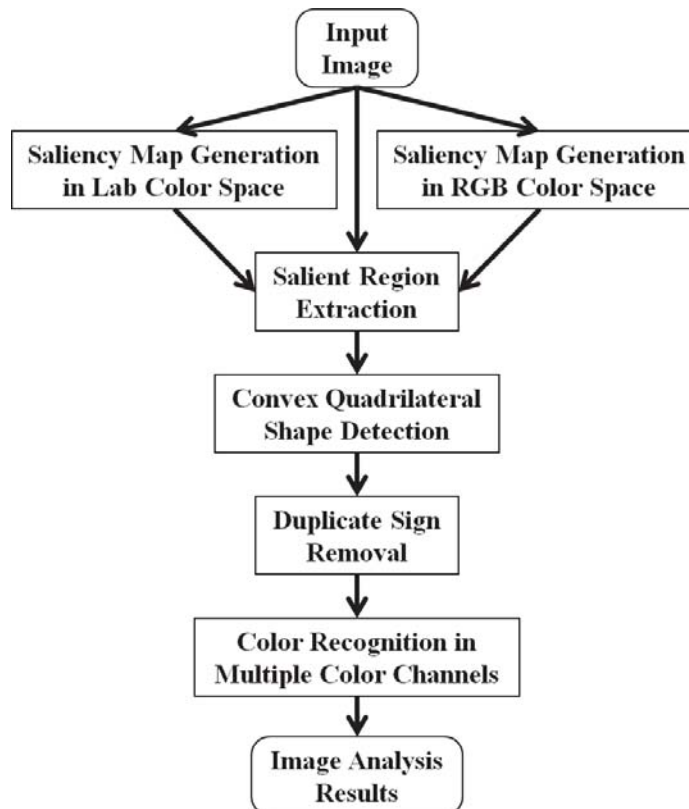 Input
Image
Saliency Map Generation
in Lab Color Space
Saliency Map Generation
in RGB Color Space
Salient Region
Extraction
Convex Quadrilateral
Shape Detection
Duplicate Sign
Removal
Color Recognition in
Multiple Color Channels
Image Analysis
Results